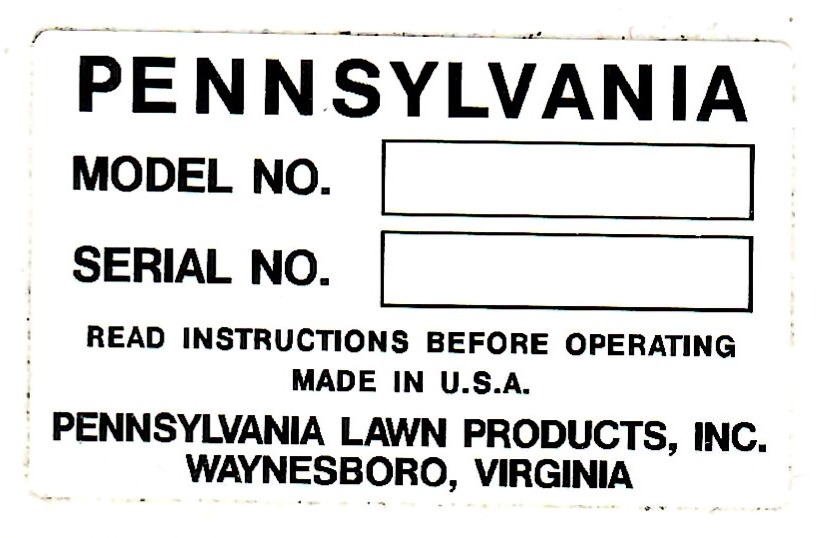 PENNSYLVANIA
MODEL NO.
SERIAL NO.
READ INSTRUCTIONS BEFORE OPERATING
MADE IN U.S.A.
PENNSYLVANIA LAWN PRODUCTS, INC.
WAYNESBORO, VIRGINIA